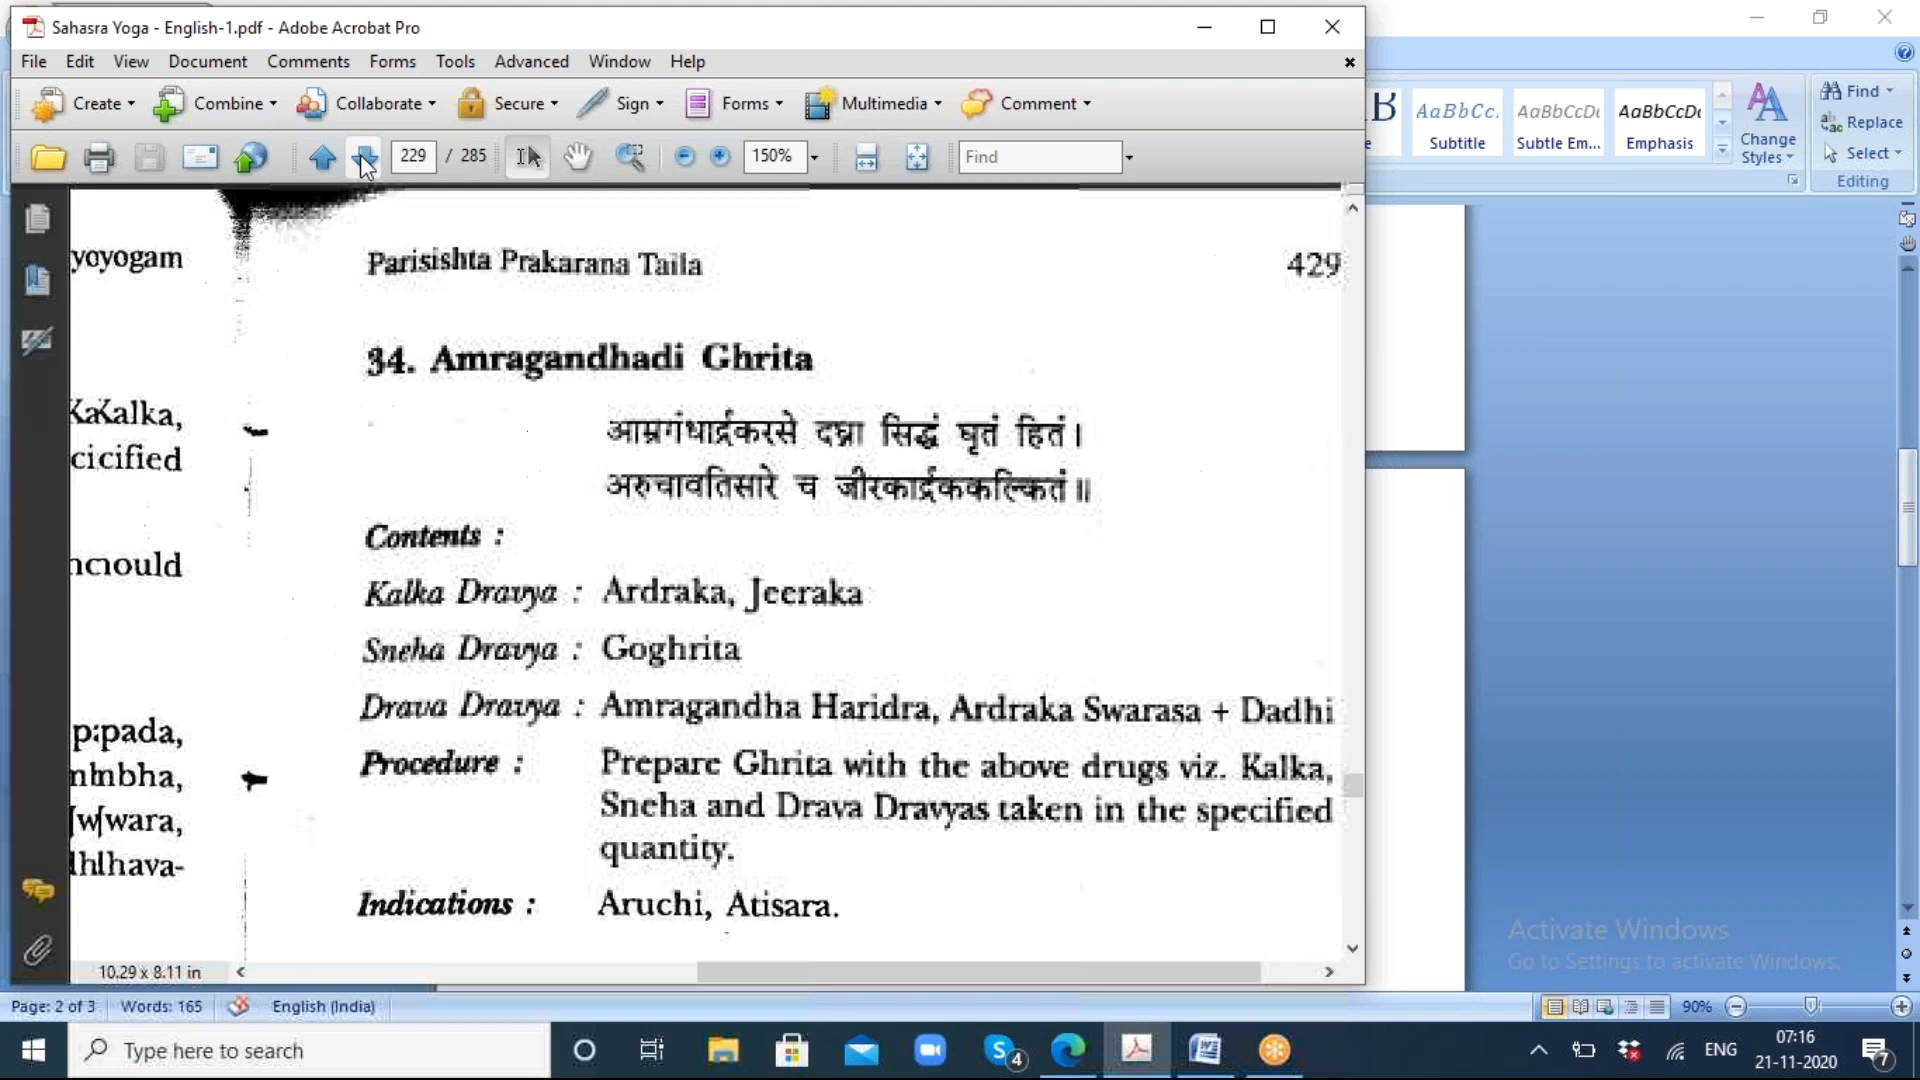 Sahasra Yoga - English-1.pdf - Adobe Acrobat Pro
File Edit View Document Comments Forms Tools Advanced Window Help
Create Combine Collaborate Secure Sign Forms Multimedia Comment
229 / 285 150% Find
AaBbCc. AaBbCcDc AaBbCcDc
Subtitle Subtle Em... Emphasis
Change Styles
Find
Replace
Select
Editing
yoyogam
Parisishta Prakarana Taila 429
34. Amragandhadi Ghrita
आम्रगंधार्द्रकरसे दध्ना सिद्धं घृतं हितं।
अरुचावतिसारे च जीरकार्द्रककल्कितं॥
Contents :
Kalka Dravya : Ardraka, Jeeraka
Sneha Dravya : Goghrita
Drava Dravya : Amragandha Haridra, Ardraka Swarasa + Dadhi
Procedure : Prepare Ghrita with the above drugs viz. Kalka,
Sneha and Drava Dravyas taken in the specified
quantity.
Indications : Aruchi, Atisara.
10.29 x 8.11 in
Activate Windows
Go to Settings to activate Windows.
Page: 2 of 3 Words: 165 English (India) 90%
Type here to search
4
ENG
07:16
21-11-2020
7